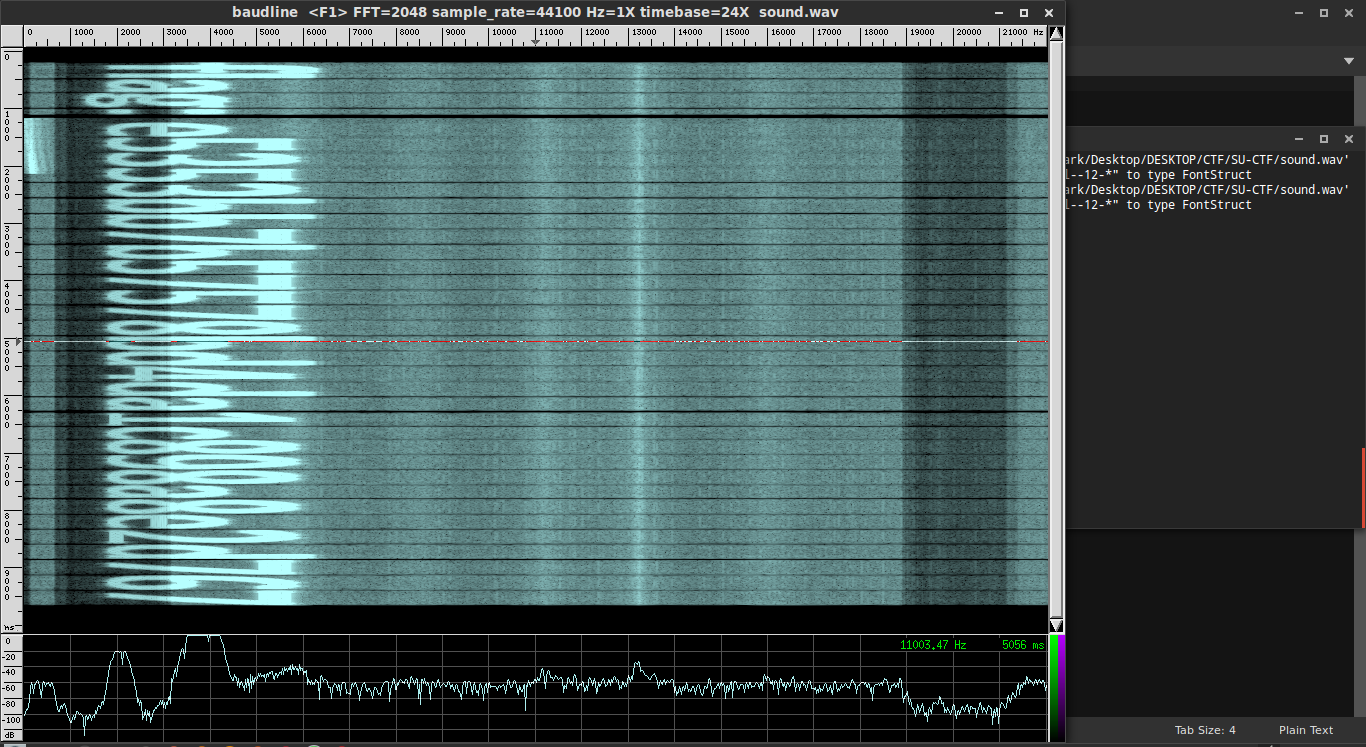 baudline <F1> FFT=2048 sample_rate=44100 Hz=1X timebase=24X sound.wav
0 1000 2000 3000 4000 5000 6000 7000 8000 9000 10000 11000 12000 13000 14000 15000 16000 17000 18000 19000 20000 21000 Hz
0
1000
2000
3000
4000
5000
6000
7000
8000
900
ms
ark/Desktop/DESKTOP/CTF/SU-CTF/sound.wav'
l--12-*" to type FontStruct
ark/Desktop/DESKTOP/CTF/SU-CTF/sound.wav'
l--12-*" to type FontStruct
11003.47 Hz 5056 ms
0
-20
-40
-60
-80
-100
dB
Tab Size: 4 Plain Text